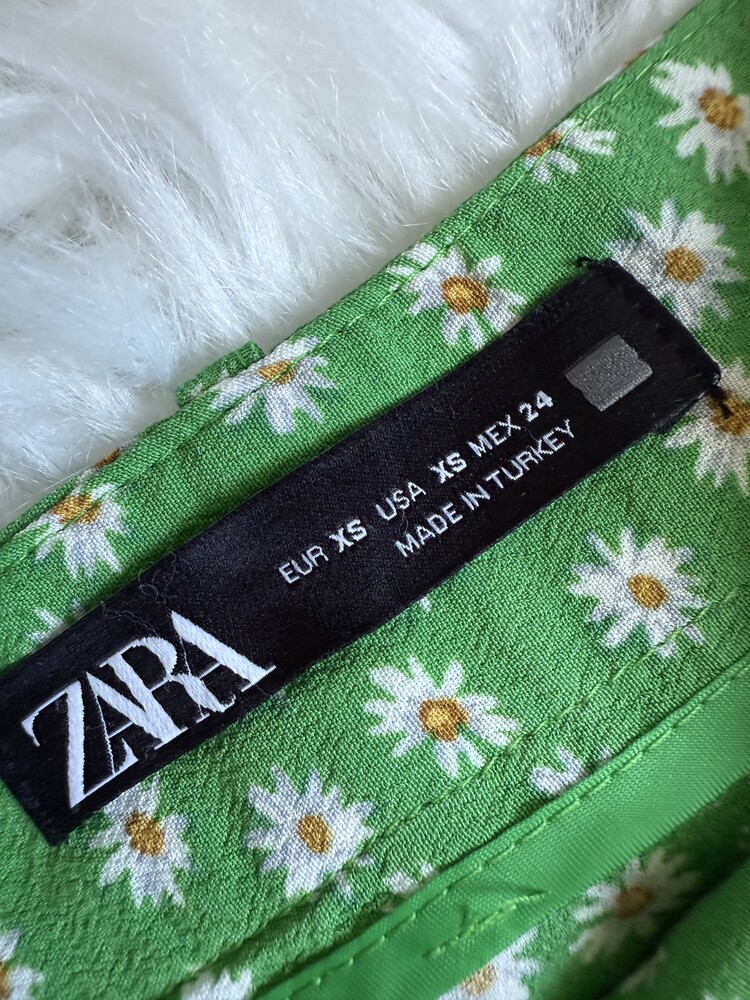 ZARA
EUR XS USA XS MEX 24
MADE IN TURKEY